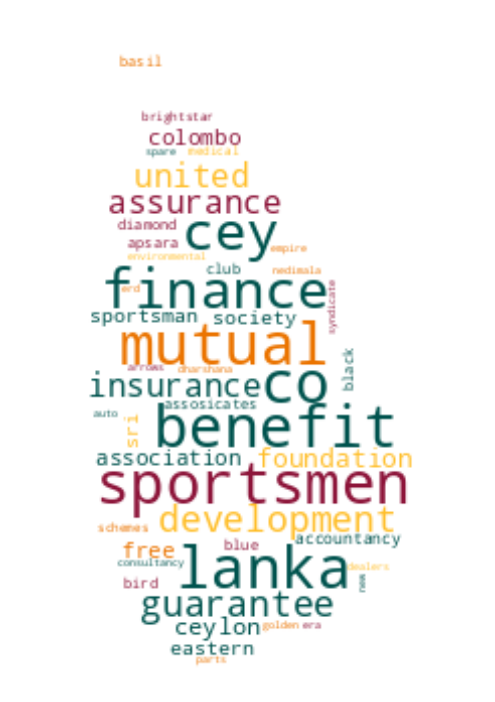 basil
brightstar
colombo
spare medical
united
assurance
diamond cey
apsara empire
environmental
club nedimala
erd finance syndicate
sportsman society
mutual
arrows dharshana black
insurance co
assosicates
auto sri benefit
association foundation
sportsmen
schemes development
accountancy
free blue
consultancy lanka dealers
bird new
guarantee
ceylon golden era
eastern
parts